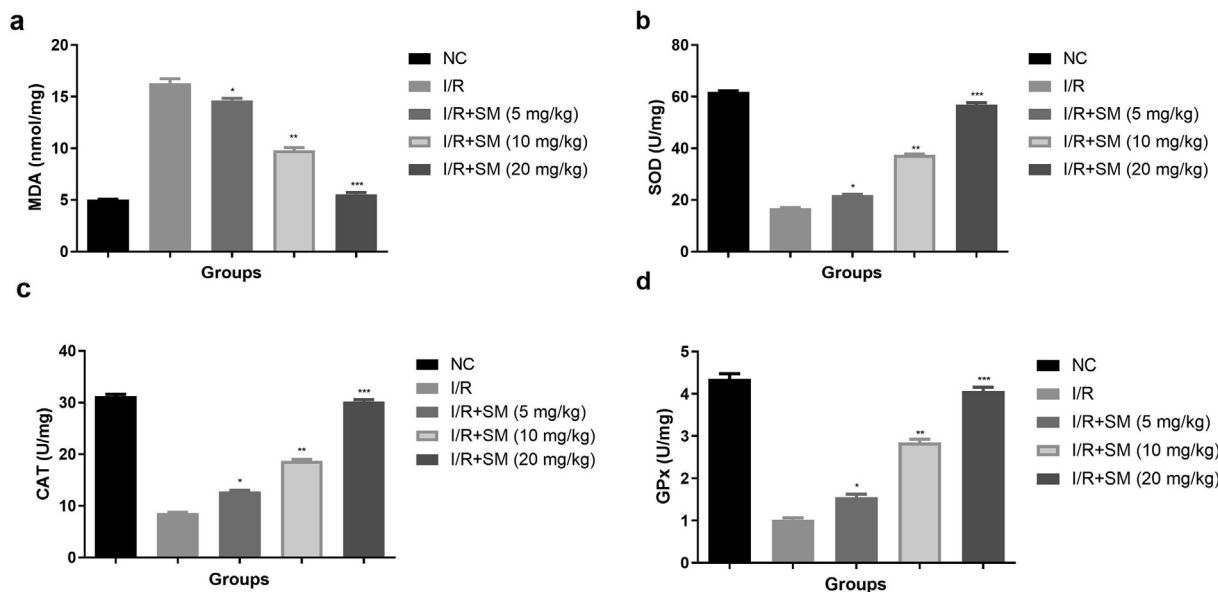 a
MDA (nmol/mg)
20
15
10
5
0
*
**
***
Groups
NC
I/R
I/R+SM (5 mg/kg)
I/R+SM (10 mg/kg)
I/R+SM (20 mg/kg)
b
SOD (U/mg)
80
60
40
20
0
*
**
***
Groups
NC
I/R
I/R+SM (5 mg/kg)
I/R+SM (10 mg/kg)
I/R+SM (20 mg/kg)
c
CAT (U/mg)
40
30
20
10
0
*
**
***
Groups
NC
I/R
I/R+SM (5 mg/kg)
I/R+SM (10 mg/kg)
I/R+SM (20 mg/kg)
d
GPx (U/mg)
5
4
3
2
1
0
*
**
***
Groups
NC
I/R
I/R+SM (5 mg/kg)
I/R+SM (10 mg/kg)
I/R+SM (20 mg/kg)